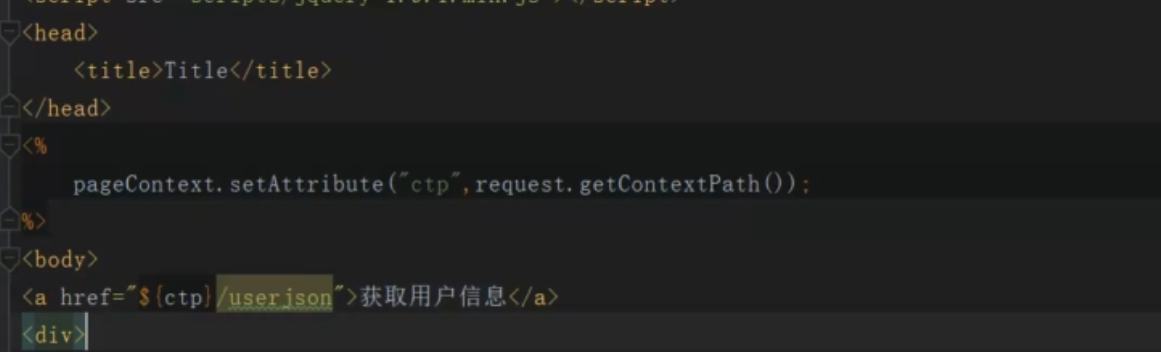 <head>
<title>Title</title>
</head>
<%
pageContext.setAttribute("ctp",request.getContextPath());
%>
<body>
<a href="${ctp}/userjson">获取用户信息</a>
<div>